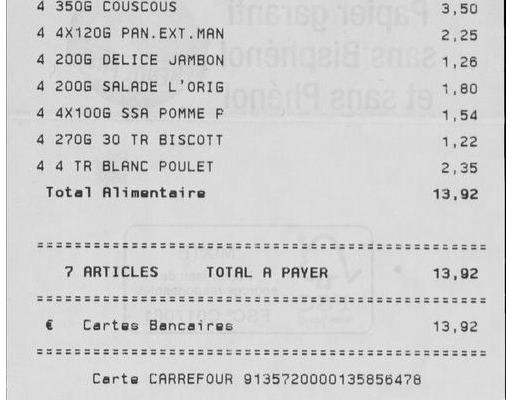 4 350G COUSCOUS 3,50
4 4X120G PAN.EXT.MAN 2,25
4 200G DELICE JAMBON 1,26
4 200G SALADE L'ORIG 1,80
4 4X100G SSA POMME P 1,54
4 270G 30 TR BISCOTT 1,22
4 4 TR BLANC POULET 2,35
Total Alimentaire 13,92
7 ARTICLES TOTAL A PAYER 13,92
€ Cartes Bancaires 13,92
Carte CARREFOUR 9135720000135856478
Papier garanti
sans Bisphénol
et sans Phénol
MIXTE